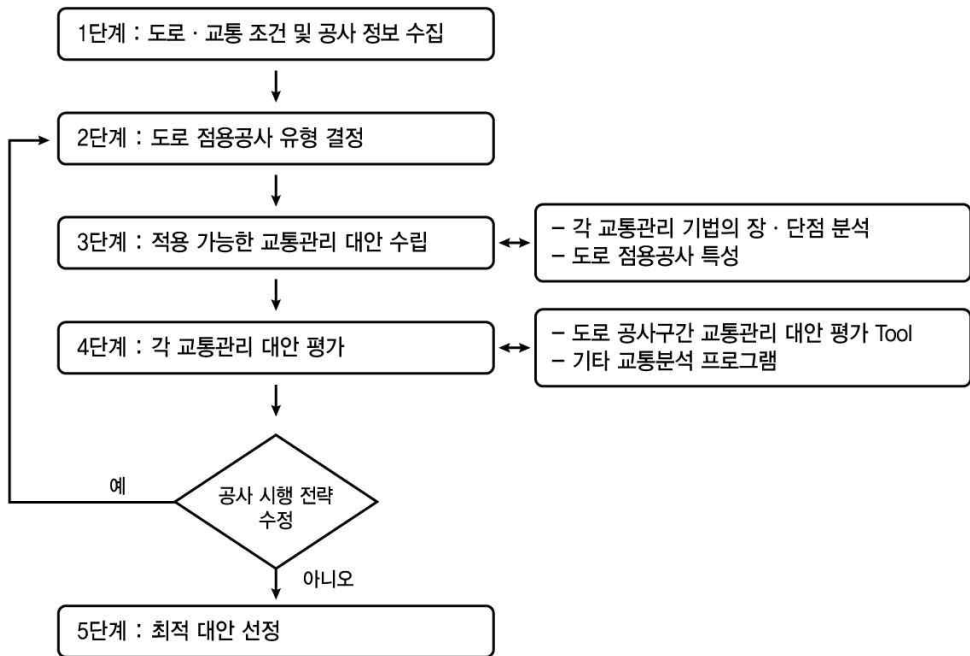 1단계 : 도로 · 교통 조건 및 공사 정보 수집
2단계 : 도로 점용공사 유형 결정
3단계 : 적용 가능한 교통관리 대안 수립
– 각 교통관리 기법의 장 · 단점 분석
– 도로 점용공사 특성
4단계 : 각 교통관리 대안 평가
– 도로 공사구간 교통관리 대안 평가 Tool
– 기타 교통분석 프로그램
예
공사 시행 전략
수정
아니오
5단계 : 최적 대안 선정